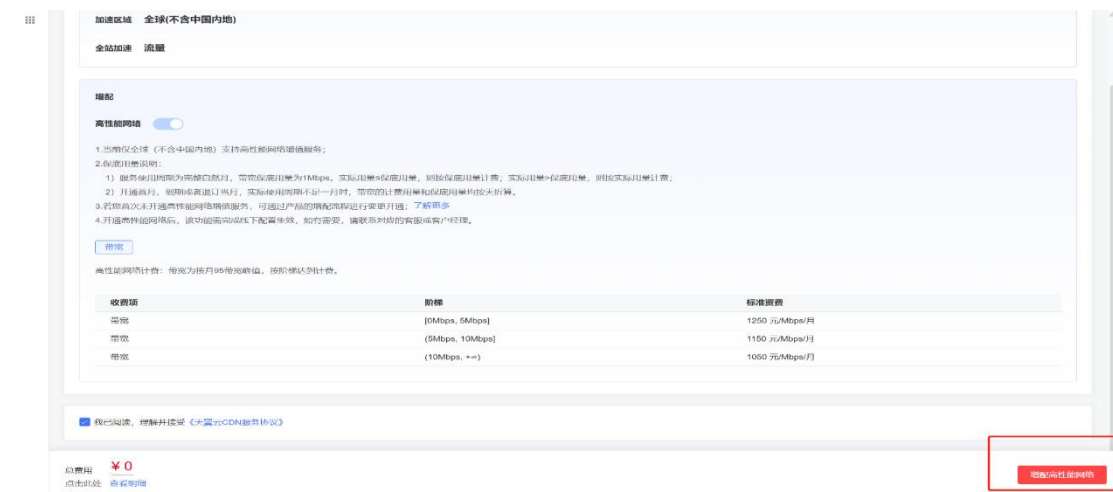 加速区域 全球(不含中国内地)
全站加速 流量
增配
高性能网络
1.当前仅全球（不含中国内地）支持高性能网络增值服务；
2.保底用量说明：
1）服务使用周期为完整自然月，带宽保底用量为1Mbps，实际用量≤保底用量，则按保底用量计费；实际用量>保底用量，则按实际用量计费；
2）开通首月、到期或者退订当月，实际使用周期不足一月时，带宽的计费用量和保底用量均按天折算。
3.若您首次未开通高性能网络增值服务，可通过产品的增配流程进行变更开通；了解更多
4.开通高性能网络后，该功能需完成线下配置生效，如有需要，请联系对应的客服或客户经理。
带宽
高性能网络计费：带宽为按月95带宽峰值，按阶梯达到计费。
收费项 阶梯 标准资费
带宽 [0Mbps, 5Mbps] 1250 元/Mbps/月
带宽 (5Mbps, 10Mbps] 1150 元/Mbps/月
带宽 (10Mbps, +∞) 1050 元/Mbps/月
我已阅读，理解并接受《天翼云CDN服务协议》
总费用 ¥ 0
点击此处 查看明细
增配高性能网络